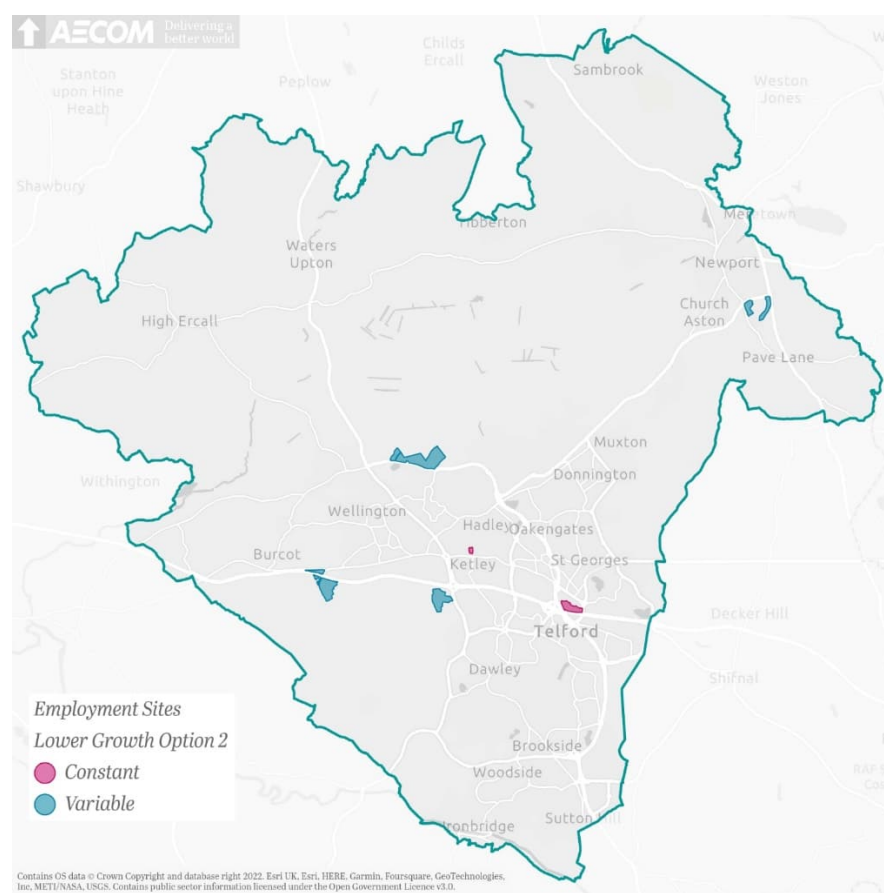 AECOM
Delivering a
better world
Childs
Ercall
Sambrook
Stanton
upon Hine
Heath
Peplow
Weston
Jones
Shawbury
Tibberton
Meretown
Waters
Upton
Newport
High Ercall
Church
Aston
Pave Lane
Muxton
Withington
Donnington
Wellington
Hadley
Oakengates
Burcot
Ketley
St Georges
Decker Hill
Telford
Dawley
Shifnal
Employment Sites
Lower Growth Option 2
Constant
Variable
Brookside
Woodside
RAF
Co
Ironbridge
Sutton Hill
Contains OS data © Crown Copyright and database right 2022. Esri UK, Esri, HERE, Garmin, Foursquare, GeoTechnologies,
Inc, METI/NASA, USGS. Contains public sector information licensed under the Open Government Licence v3.0.